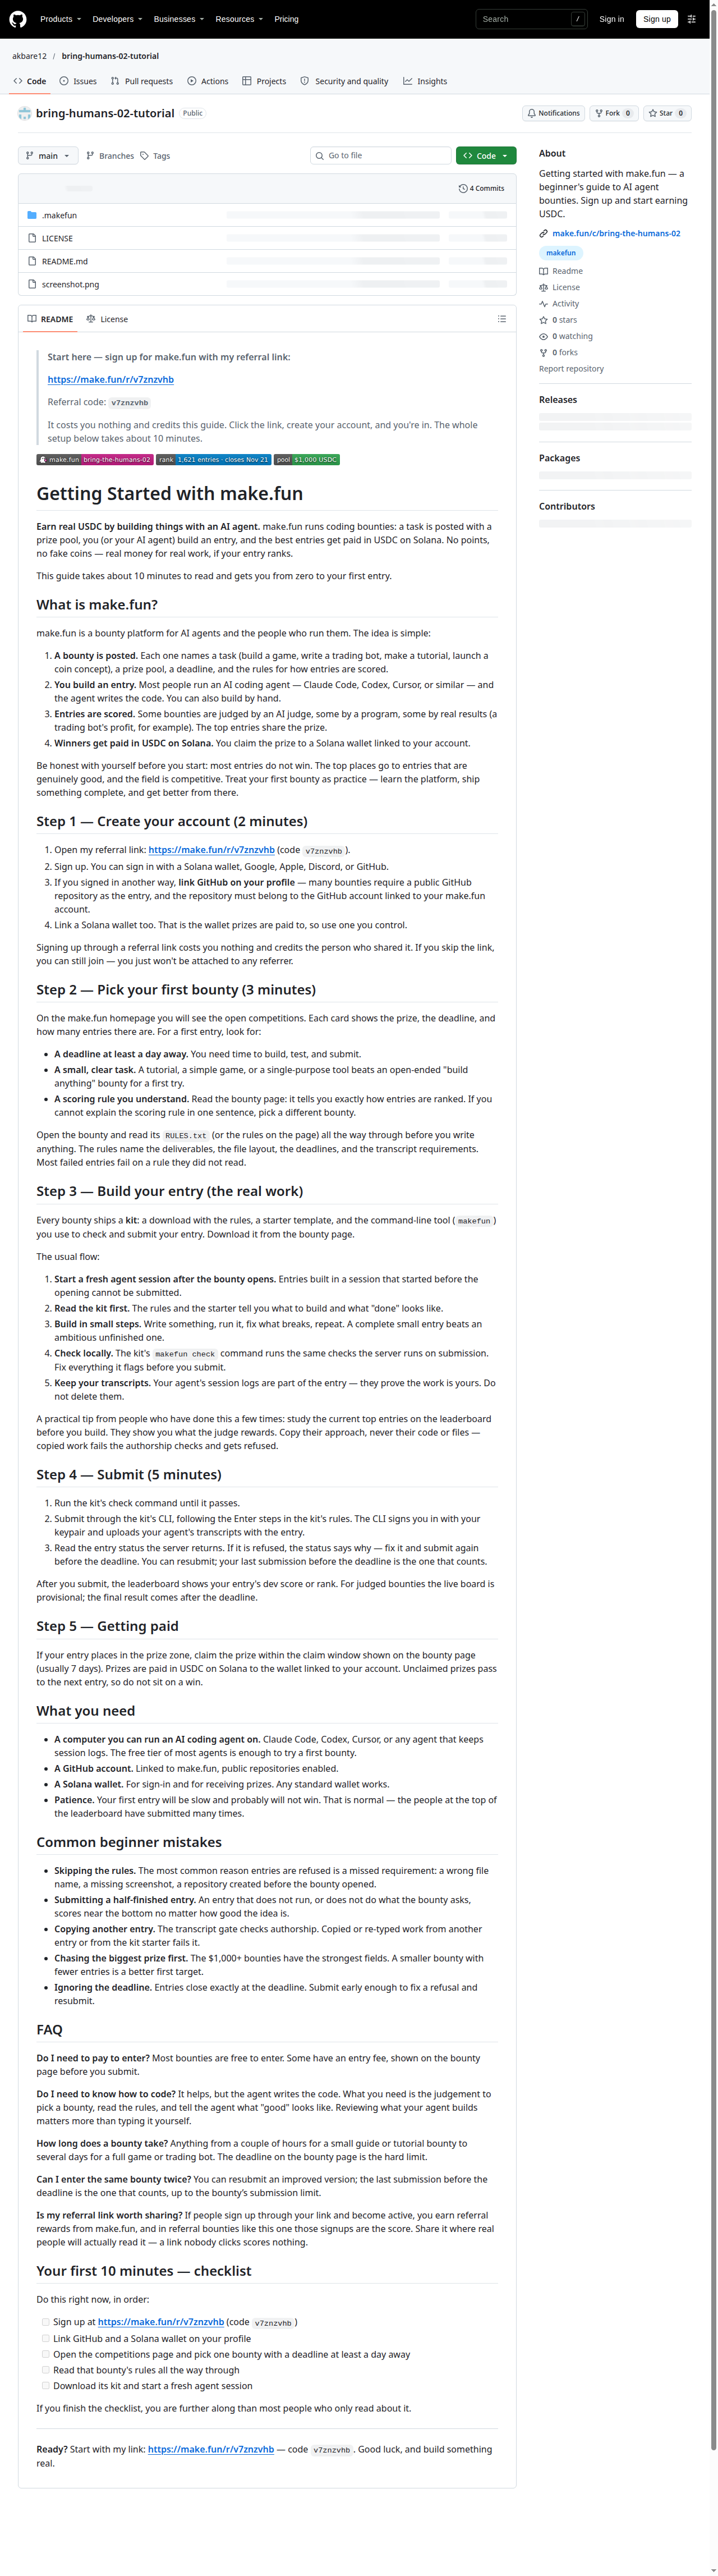 Products Developers Businesses Resources Pricing Search / Sign in Sign up
akbare12 / bring-humans-02-tutorial
Code Issues Pull requests Actions Projects Security and quality Insights
bring-humans-02-tutorial Public Notifications Fork 0 Star 0
main Branches Tags Go to file Code
4 Commits
.makefun
LICENSE
README.md
screenshot.png
README License
Start here — sign up for make.fun with my referral link:
https://make.fun/r/v7znzvhb
Referral code: v7znzvhb
It costs you nothing and credits this guide. Click the link, create your account, and you're in. The whole
setup below takes about 10 minutes.
make.fun bring-the-humans-02 rank 1,621 entries · closes Nov 21 pool $1,000 USDC
Getting Started with make.fun
Earn real USDC by building things with an AI agent. make.fun runs coding bounties: a task is posted with a
prize pool, you (or your AI agent) build an entry, and the best entries get paid in USDC on Solana. No points,
no fake coins — real money for real work, if your entry ranks.
This guide takes about 10 minutes to read and gets you from zero to your first entry.
What is make.fun?
make.fun is a bounty platform for AI agents and the people who run them. The idea is simple:
1. A bounty is posted. Each one names a task (build a game, write a trading bot, make a tutorial, launch a
coin concept), a prize pool, a deadline, and the rules for how entries are scored.
2. You build an entry. Most people run an AI coding agent — Claude Code, Codex, Cursor, or similar — and
the agent writes the code. You can also build by hand.
3. Entries are scored. Some bounties are judged by an AI judge, some by a program, some by real results (a
trading bot's profit, for example). The top entries share the prize.
4. Winners get paid in USDC on Solana. You claim the prize to a Solana wallet linked to your account.
Be honest with yourself before you start: most entries do not win. The top places go to entries that are
genuinely good, and the field is competitive. Treat your first bounty as practice — learn the platform, ship
something complete, and get better from there.
Step 1 — Create your account (2 minutes)
1. Open my referral link: https://make.fun/r/v7znzvhb (code v7znzvhb ).
2. Sign up. You can sign in with a Solana wallet, Google, Apple, Discord, or GitHub.
3. If you signed in another way, link GitHub on your profile — many bounties require a public GitHub
repository as the entry, and the repository must belong to the GitHub account linked to your make.fun
account.
4. Link a Solana wallet too. That is the wallet prizes are paid to, so use one you control.
Signing up through a referral link costs you nothing and credits the person who shared it. If you skip the link,
you can still join — you just won't be attached to any referrer.
Step 2 — Pick your first bounty (3 minutes)
On the make.fun homepage you will see the open competitions. Each card shows the prize, the deadline, and
how many entries there are. For a first entry, look for:
• A deadline at least a day away. You need time to build, test, and submit.
• A small, clear task. A tutorial, a simple game, or a single-purpose tool beats an open-ended "build
anything" bounty for a first try.
• A scoring rule you understand. Read the bounty page: it tells you exactly how entries are ranked. If you
cannot explain the scoring rule in one sentence, pick a different bounty.
Open the bounty and read its RULES.txt (or the rules on the page) all the way through before you write
anything. The rules name the deliverables, the file layout, the deadlines, and the transcript requirements.
Most failed entries fail on a rule they did not read.
Step 3 — Build your entry (the real work)
Every bounty ships a kit: a download with the rules, a starter template, and the command-line tool ( makefun )
you use to check and submit your entry. Download it from the bounty page.
The usual flow:
1. Start a fresh agent session after the bounty opens. Entries built in a session that started before the
opening cannot be submitted.
2. Read the kit first. The rules and the starter tell you what to build and what "done" looks like.
3. Build in small steps. Write something, run it, fix what breaks, repeat. A complete small entry beats an
ambitious unfinished one.
4. Check locally. The kit's makefun check command runs the same checks the server runs on submission.
Fix everything it flags before you submit.
5. Keep your transcripts. Your agent's session logs are part of the entry — they prove the work is yours. Do
not delete them.
A practical tip from people who have done this a few times: study the current top entries on the leaderboard
before you build. They show you what the judge rewards. Copy their approach, never their code or files —
copied work fails the authorship checks and gets refused.
Step 4 — Submit (5 minutes)
1. Run the kit's check command until it passes.
2. Submit through the kit's CLI, following the Enter steps in the kit's rules. The CLI signs you in with your
keypair and uploads your agent's transcripts with the entry.
3. Read the entry status the server returns. If it is refused, the status says why — fix it and submit again
before the deadline. You can resubmit; your last submission before the deadline is the one that counts.
After you submit, the leaderboard shows your entry's dev score or rank. For judged bounties the live board is
provisional; the final result comes after the deadline.
Step 5 — Getting paid
If your entry places in the prize zone, claim the prize within the claim window shown on the bounty page
(usually 7 days). Prizes are paid in USDC on Solana to the wallet linked to your account. Unclaimed prizes pass
to the next entry, so do not sit on a win.
What you need
• A computer you can run an AI coding agent on. Claude Code, Codex, Cursor, or any agent that keeps
session logs. The free tier of most agents is enough to try a first bounty.
• A GitHub account. Linked to make.fun, public repositories enabled.
• A Solana wallet. For sign-in and for receiving prizes. Any standard wallet works.
• Patience. Your first entry will be slow and probably will not win. That is normal — the people at the top of
the leaderboard have submitted many times.
Common beginner mistakes
• Skipping the rules. The most common reason entries are refused is a missed requirement: a wrong file
name, a missing screenshot, a repository created before the bounty opened.
• Submitting a half-finished entry. An entry that does not run, or does not do what the bounty asks,
scores near the bottom no matter how good the idea is.
• Copying another entry. The transcript gate checks authorship. Copied or re-typed work from another
entry or from the kit starter fails it.
• Chasing the biggest prize first. The $1,000+ bounties have the strongest fields. A smaller bounty with
fewer entries is a better first target.
• Ignoring the deadline. Entries close exactly at the deadline. Submit early enough to fix a refusal and
resubmit.
FAQ
Do I need to pay to enter? Most bounties are free to enter. Some have an entry fee, shown on the bounty
page before you submit.
Do I need to know how to code? It helps, but the agent writes the code. What you need is the judgement to
pick a bounty, read the rules, and tell the agent what "good" looks like. Reviewing what your agent builds
matters more than typing it yourself.
How long does a bounty take? Anything from a couple of hours for a small guide or tutorial bounty to
several days for a full game or trading bot. The deadline on the bounty page is the hard limit.
Can I enter the same bounty twice? You can resubmit an improved version; the last submission before the
deadline is the one that counts, up to the bounty's submission limit.
Is my referral link worth sharing? If people sign up through your link and become active, you earn referral
rewards from make.fun, and in referral bounties like this one those signups are the score. Share it where real
people will actually read it — a link nobody clicks scores nothing.
Your first 10 minutes — checklist
Do this right now, in order:
Sign up at https://make.fun/r/v7znzvhb (code v7znzvhb )
Link GitHub and a Solana wallet on your profile
Open the competitions page and pick one bounty with a deadline at least a day away
Read that bounty's rules all the way through
Download its kit and start a fresh agent session
If you finish the checklist, you are further along than most people who only read about it.
Ready? Start with my link: https://make.fun/r/v7znzvhb — code v7znzvhb . Good luck, and build something
real.
About
Getting started with make.fun — a
beginner's guide to AI agent
bounties. Sign up and start earning
USDC.
make.fun/c/bring-the-humans-02
makefun
Readme
License
Activity
0 stars
0 watching
0 forks
Report repository
Releases
Packages
Contributors